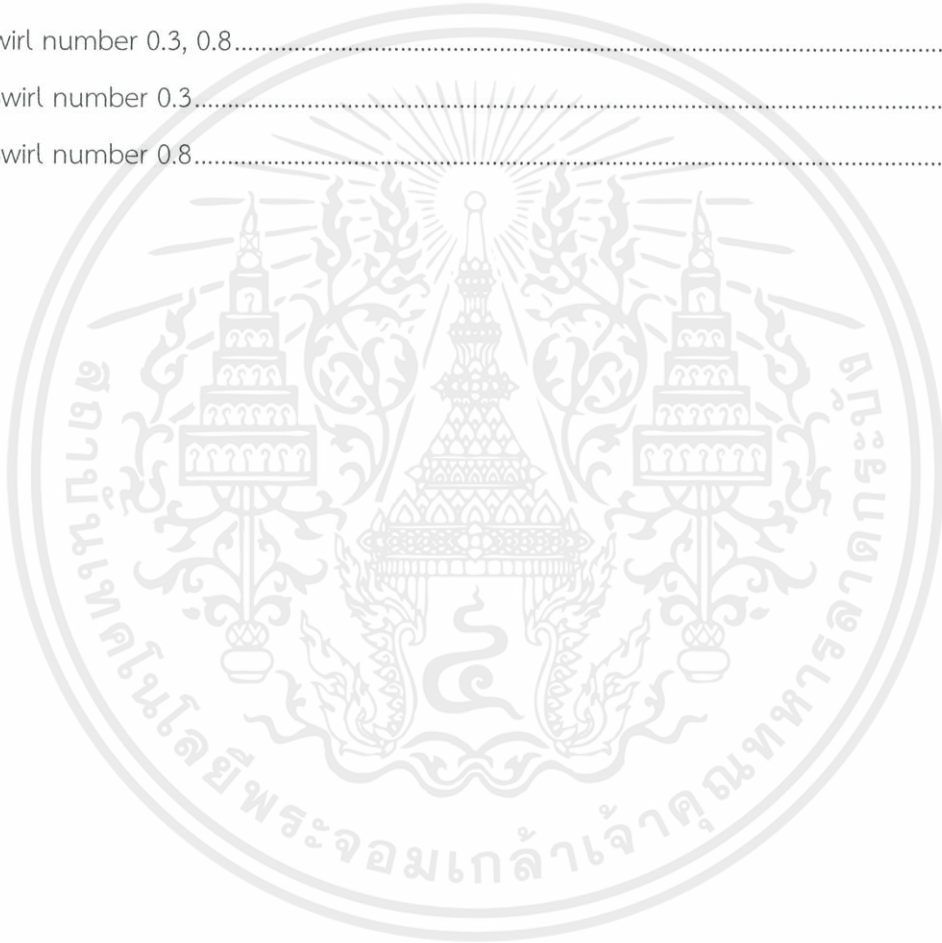 wirl number 0.3, 0.8
wirl number 0.3
wirl number 0.8
สถาบันเทคโนโลยีพระจอมเกล้าเจ้าคุณทหารลาดกระบัง
๔